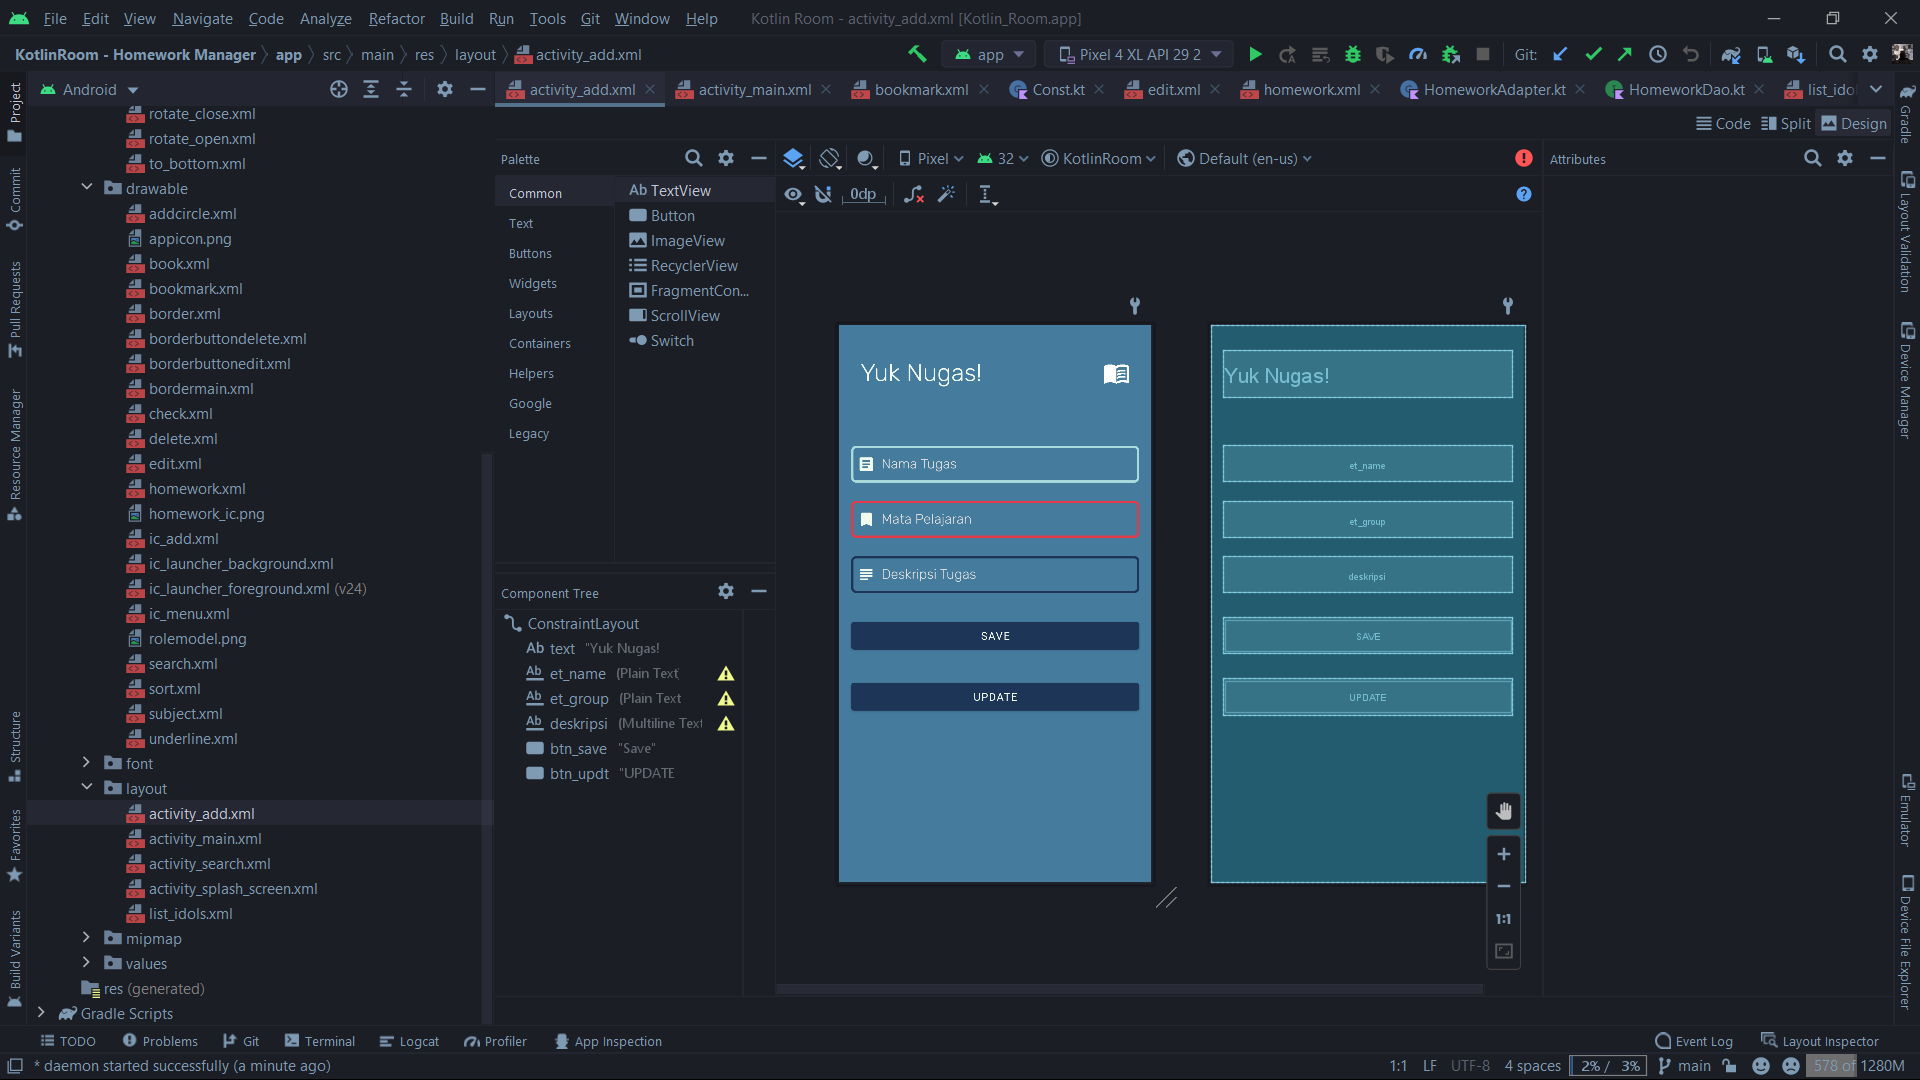 File Edit View Navigate Code Analyze Refactor Build Run Tools Git Window Help Kotlin Room - activity_add.xml [Kotlin_Room.app]
KotlinRoom - Homework Manager app src main res layout activity_add.xml app Pixel 4 XL API 29 2 Git:
Android activity_add.xml activity_main.xml bookmark.xml Const.kt edit.xml homework.xml HomeworkAdapter.kt HomeworkDao.kt list_ido
Code Split Design
Project
Commit
Pull Requests
Resource Manager
Structure
Favorites
Build Variants
rotate_close.xml
rotate_open.xml
to_bottom.xml
drawable
addcircle.xml
appicon.png
book.xml
bookmark.xml
border.xml
borderbuttondelete.xml
borderbuttonedit.xml
bordermain.xml
check.xml
delete.xml
edit.xml
homework.xml
homework_ic.png
ic_add.xml
ic_launcher_background.xml
ic_launcher_foreground.xml (v24)
ic_menu.xml
rolemodel.png
search.xml
sort.xml
subject.xml
underline.xml
font
layout
activity_add.xml
activity_main.xml
activity_search.xml
activity_splash_screen.xml
list_idols.xml
mipmap
values
res (generated)
Gradle Scripts
Palette
Common
Text
Buttons
Widgets
Layouts
Containers
Helpers
Google
Legacy
Ab TextView
Button
ImageView
RecyclerView
FragmentCon...
ScrollView
Switch
Component Tree
ConstraintLayout
Ab text "Yuk Nugas!
Ab et_name (Plain Text
Ab et_group (Plain Text
Ab deskripsi (Multiline Text
btn_save "Save"
btn_updt "UPDATE
Pixel 32 KotlinRoom Default (en-us)
0dp
Yuk Nugas!
Nama Tugas
Mata Pelajaran
Deskripsi Tugas
SAVE
UPDATE
Yuk Nugas!
et_name
et_group
deskripsi
SAVE
UPDATE
1:1
Attributes
Gradle
Layout Validation
Device Manager
Emulator
Device File Explorer
TODO Problems Git Terminal Logcat Profiler App Inspection Event Log Layout Inspector
* daemon started successfully (a minute ago) 1:1 LF UTF-8 4 spaces 2% / 3% main 578 of 1280M